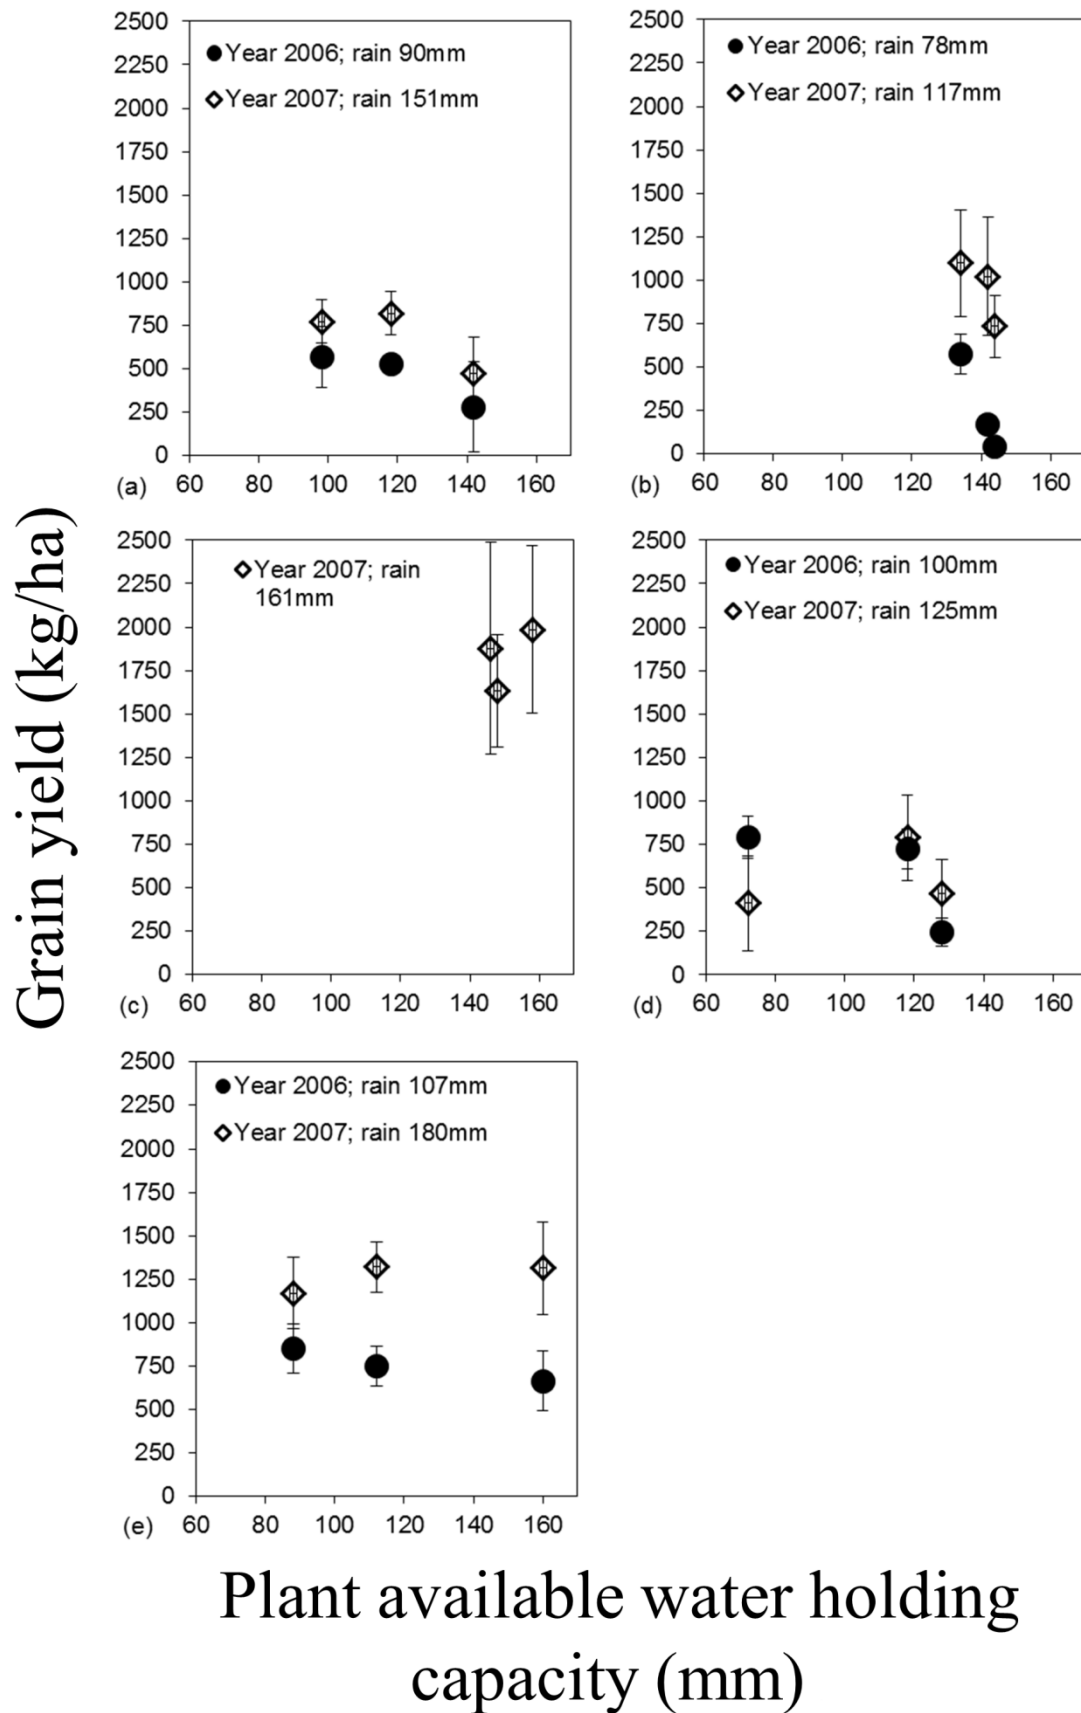 Grain yield (kg/ha)
2500
2250
2000
1750
1500
1250
1000
750
500
250
0
Year 2006; rain 90mm
Year 2007; rain 151mm
(a)
60 80 100 120 140 160
2500
2250
2000
1750
1500
1250
1000
750
500
250
0
Year 2006; rain 78mm
Year 2007; rain 117mm
(b)
60 80 100 120 140 160
2500
2250
2000
1750
1500
1250
1000
750
500
250
0
Year 2007; rain
161mm
(c)
60 80 100 120 140 160
2500
2250
2000
1750
1500
1250
1000
750
500
250
0
Year 2006; rain 100mm
Year 2007; rain 125mm
(d)
60 80 100 120 140 160
2500
2250
2000
1750
1500
1250
1000
750
500
250
0
Year 2006; rain 107mm
Year 2007; rain 180mm
(e)
60 80 100 120 140 160
Plant available water holding
capacity (mm)